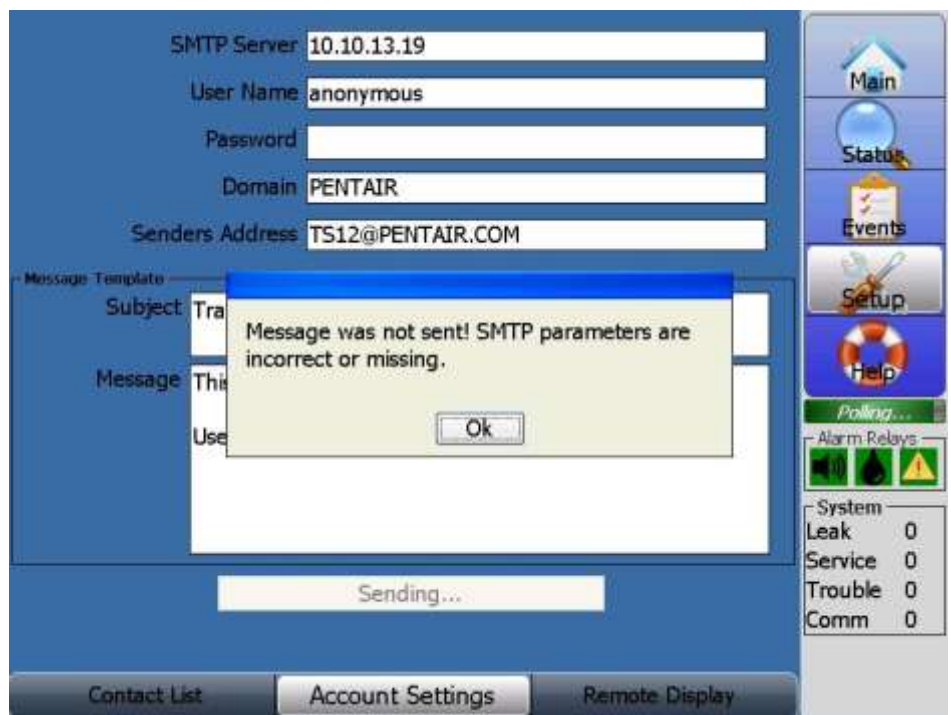 SMTP Server 10.10.13.19
User Name anonymous
Password
Domain PENTAIR
Senders Address TS12@PENTAIR.COM
Message Template
Subject Tra
Message was not sent! SMTP parameters are
incorrect or missing.
Ok
Message This
Use
Sending...
Contact List
Account Settings
Remote Display
Main
Status
Events
Setup
Help
Polling...
Alarm Relays
System
Leak 0
Service 0
Trouble 0
Comm 0